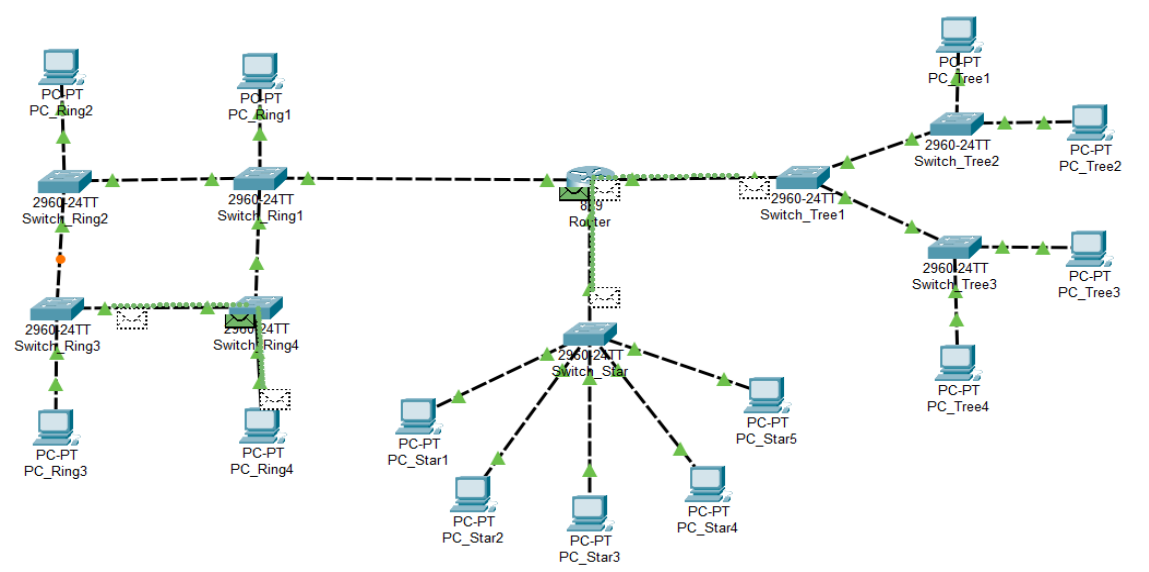 PC-PT
PC_Ring2
PC-PT
PC_Ring1
PC-PT
PC_Tree1
2960-24TT
Switch_Tree2
PC-PT
PC_Tree2
2960-24TT
Switch_Ring2
2960-24TT
Switch_Ring1
Router
2960-24TT
Switch_Tree1
2960-24TT
Switch_Tree3
PC-PT
PC_Tree3
2960-24TT
Switch_Ring3
2960-24TT
Switch_Ring4
2960-24TT
Switch_Star
PC-PT
PC_Tree4
PC-PT
PC_Ring3
PC-PT
PC_Ring4
PC-PT
PC_Star1
PC-PT
PC_Star5
PC-PT
PC_Star2
PC-PT
PC_Star3
PC-PT
PC_Star4